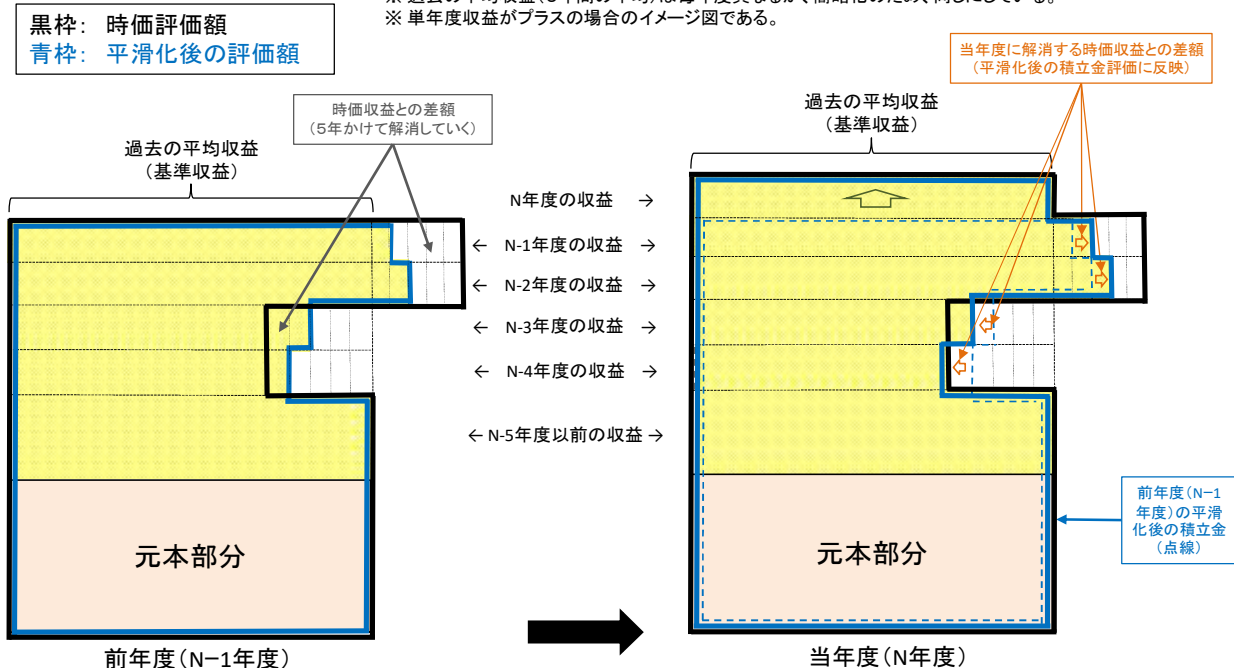 ※ 単年度収益がプラスの場合のイメージ図である。
黒枠: 時価評価額
青枠: 平滑化後の評価額
当年度に解消する時価収益との差額
(平滑化後の積立金評価に反映)
時価収益との差額
(5年かけて解消していく)
過去の平均収益
(基準収益)
過去の平均収益
(基準収益)
N年度の収益 →
← N-1年度の収益 →
← N-2年度の収益 →
← N-3年度の収益 →
← N-4年度の収益 →
← N-5年度以前の収益 →
前年度(N−1
年度)の平滑
化後の積立金
(点線)
元本部分
元本部分
前年度(N−1年度)
当年度(N年度)